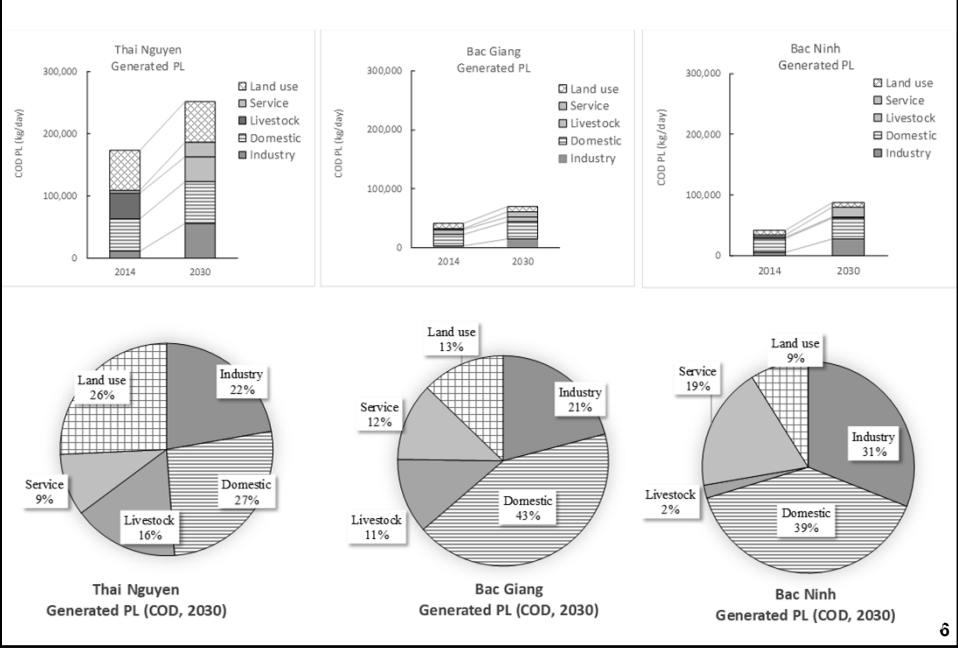 Thai Nguyen
Generated PL
COD PL (kg/day)
300,000
200,000
100,000
0
2014
2030
Land use
Service
Livestock
Domestic
Industry
Bac Giang
Generated PL
COD PL (kg/day)
300,000
200,000
100,000
0
2014
2030
Land use
Service
Livestock
Domestic
Industry
Bac Ninh
Generated PL
COD PL (kg/day)
300,000
200,000
100,000
0
2014
2030
Land use
Service
Livestock
Domestic
Industry
Land use
26%
Industry
22%
Service
9%
Livestock
16%
Domestic
27%
Thai Nguyen
Generated PL (COD, 2030)
Land use
13%
Industry
21%
Service
12%
Domestic
43%
Livestock
11%
Bac Giang
Generated PL (COD, 2030)
Land use
9%
Service
19%
Industry
31%
Livestock
2%
Domestic
39%
Bac Ninh
Generated PL (COD, 2030)
6